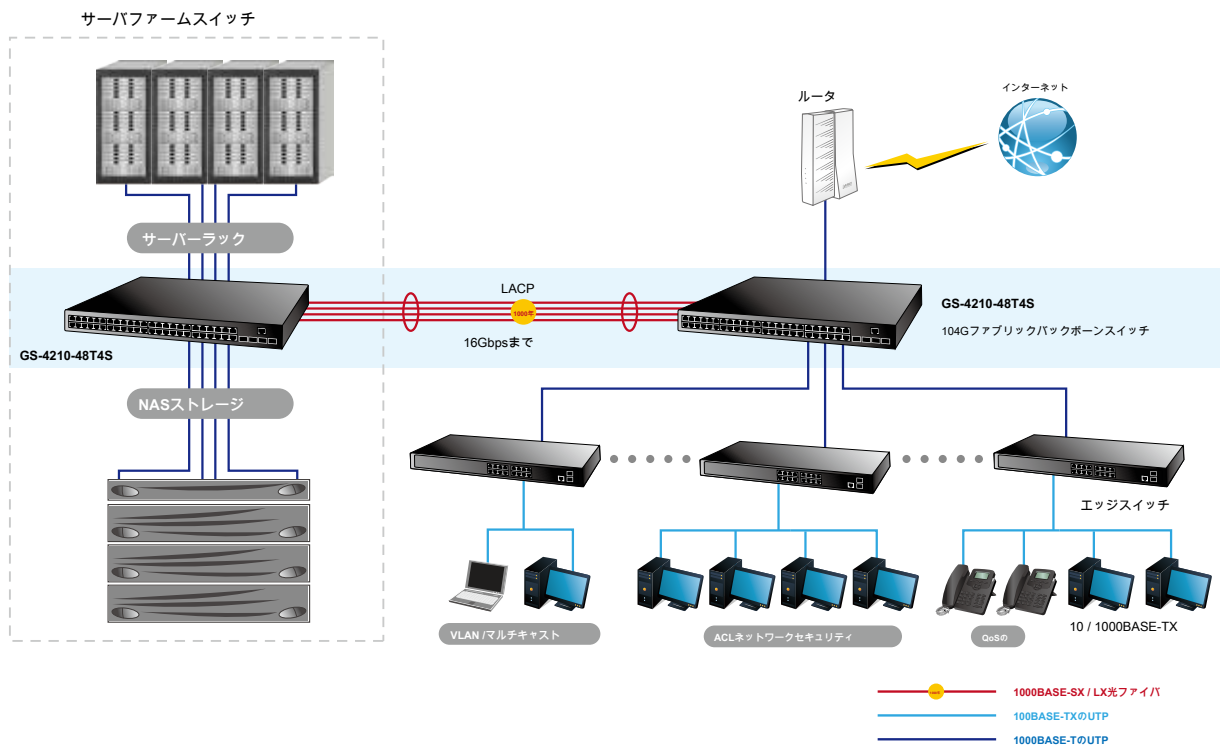 サーバファームスイッチ
インターネット
ルータ
サーバーラック
LACP
1000年
16Gbpsまで
GS-4210-48T4S
104Gファブリックバックボーンスイッチ
GS-4210-48T4S
NASストレージ
エッジスイッチ
VLAN /マルチキャスト
ACLネットワークセキュリティ
QoSの
10 / 1000BASE-TX
1000BASE-SX / LX光ファイバ
100BASE-TXのUTP
1000BASE-TのUTP